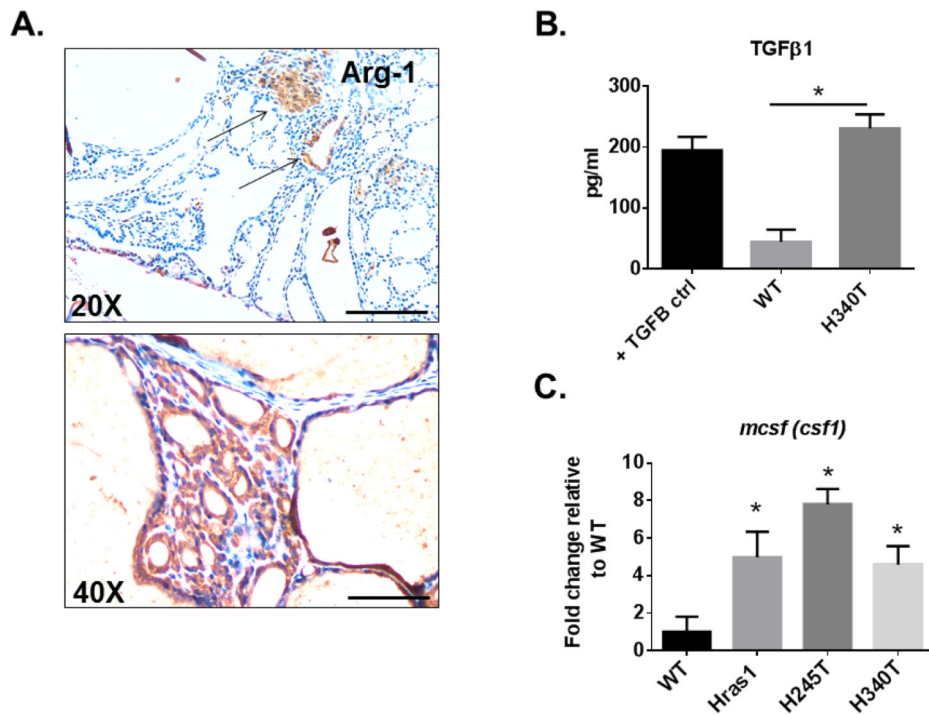 A.
Arg-1
20X
40X
B.
TGFβ1
pg/ml
300
200
100
0
*
+ TGFB ctrl
WT
H340T
C.
mcsf (csf1)
Fold change relative
to WT
10
8
6
4
2
0
*
*
*
WT
Hras1
H245T
H340T